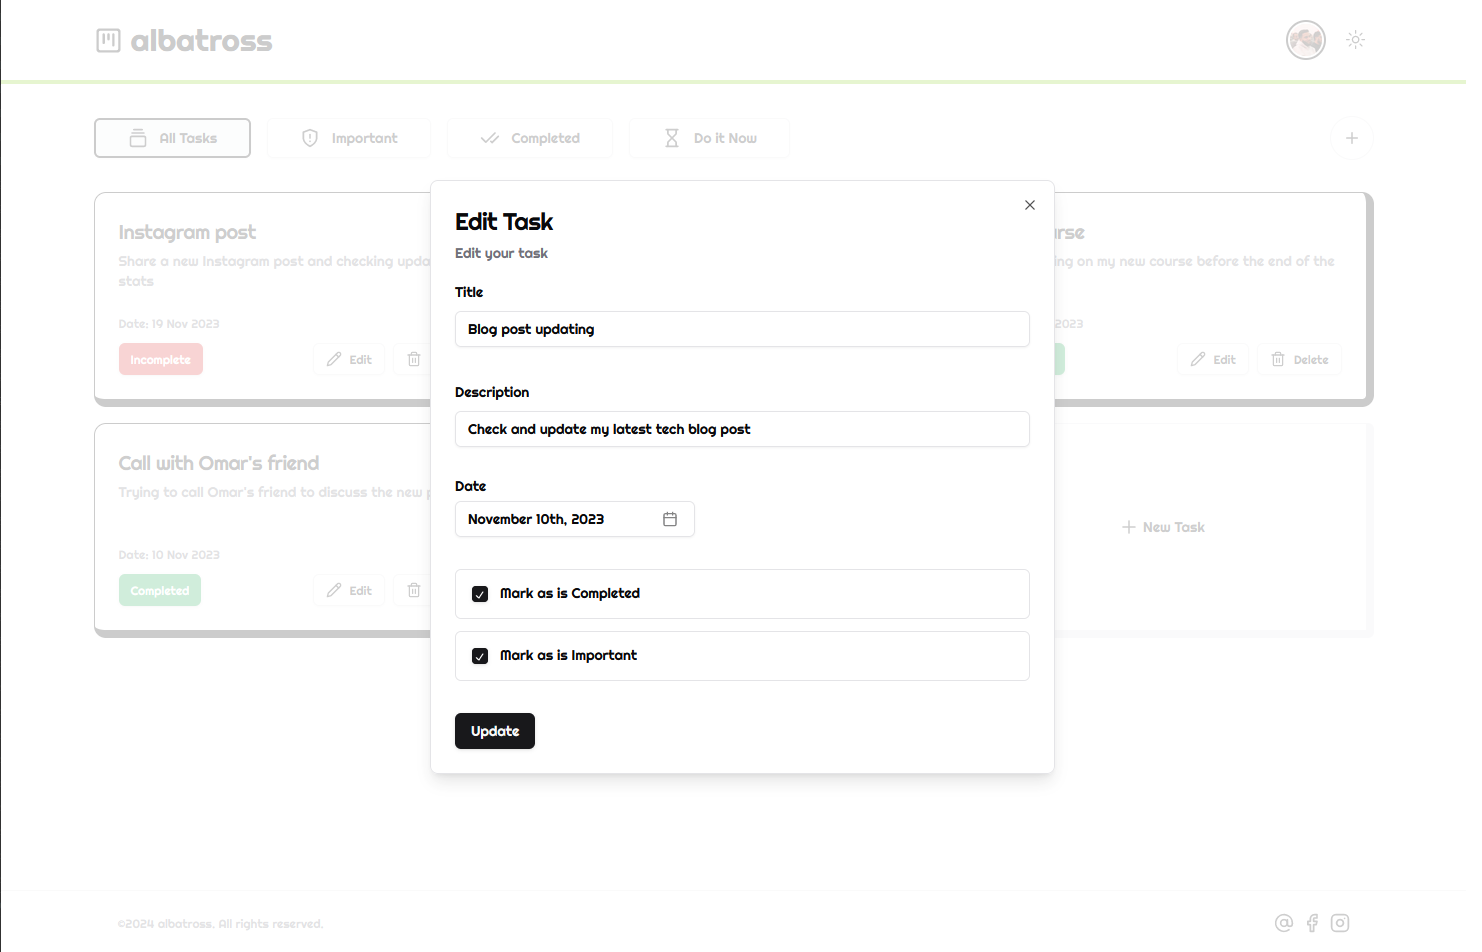 albatross
All Tasks
Important
Completed
Do it Now
Instagram post
Share a new Instagram post and checking
stats
Date: 19 Nov 2023
Incomplete
Edit
Edit Task
Edit your task
Title
Blog post updating
Description
Check and update my latest tech blog post
Date
November 10th, 2023
Mark as is Completed
Mark as is Important
Update
on my new course before the end of the
2023
Edit
Delete
Call with Omar's friend
Trying to call Omar's friend to discuss the new
Date: 10 Nov 2023
Completed
Edit
New Task
©2024 albatross. All rights reserved.